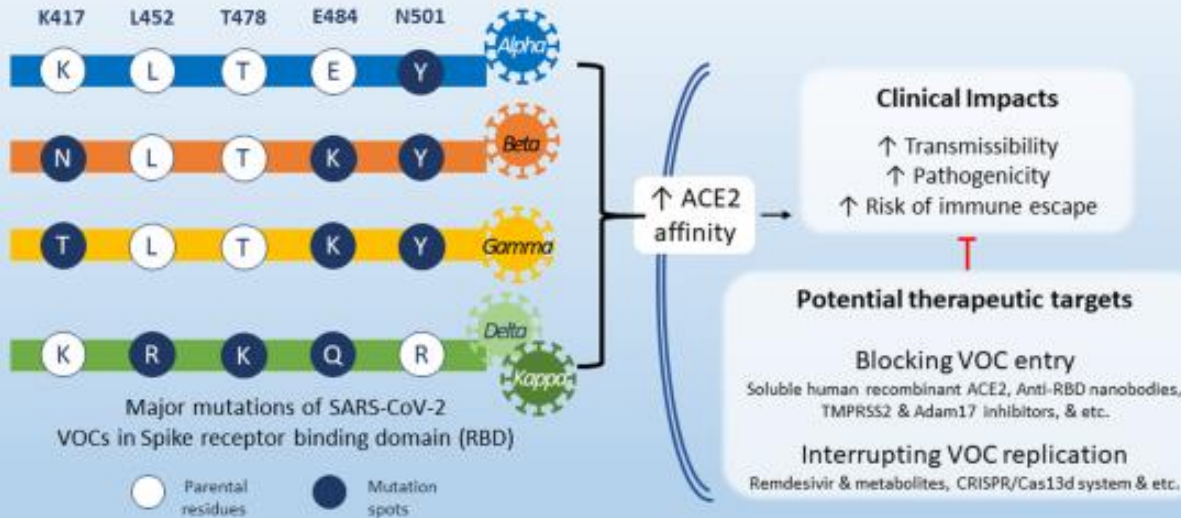 K417 L452 T478 E484 N501
K L T E Y Alpha
N L T K Y Beta
T L T K Y Gamma
K R K Q R Delta
Kappa
Major mutations of SARS-CoV-2
VOCs in Spike receptor binding domain (RBD)
Parental
residues
Mutation
spots
↑ ACE2
affinity
Clinical Impacts
↑ Transmissibility
↑ Pathogenicity
↑ Risk of immune escape
Potential therapeutic targets
Blocking VOC entry
Soluble human recombinant ACE2, Anti-RBD nanobodies,
TMPRSS2 & Adam17 inhibitors, & etc.
Interrupting VOC replication
Remdesivir & metabolites, CRISPR/Cas13d system & etc.